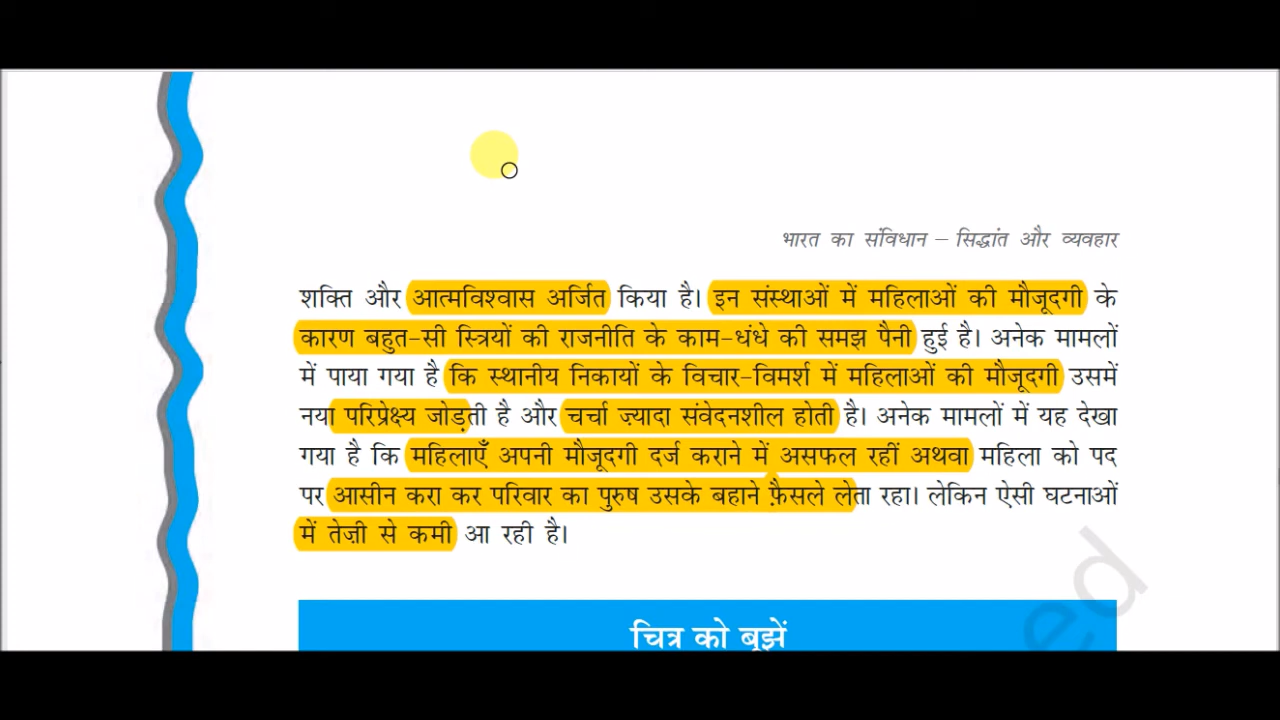 भारत का संविधान – सिद्धांत और व्यवहार
शक्ति और आत्मविश्वास अर्जित किया है। इन संस्थाओं में महिलाओं की मौजूदगी के
कारण बहुत-सी स्त्रियों की राजनीति के काम-धंधे की समझ पैनी हुई है। अनेक मामलों
में पाया गया है कि स्थानीय निकायों के विचार-विमर्श में महिलाओं की मौजूदगी उसमें
नया परिप्रेक्ष्य जोड़ती है और चर्चा ज़्यादा संवेदनशील होती है। अनेक मामलों में यह देखा
गया है कि महिलाएँ अपनी मौजूदगी दर्ज कराने में असफल रहीं अथवा महिला को पद
पर आसीन करा कर परिवार का पुरुष उसके बहाने फ़ैसले लेता रहा। लेकिन ऐसी घटनाओं
में तेज़ी से कमी आ रही है।
चित्र को बूझें
ed